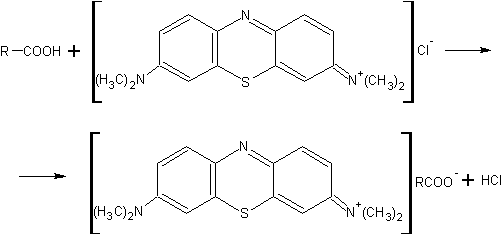 N
R—COOH + Cl⁻
(H₃C)₂N S N⁺(CH₃)₂
N
RCOO⁻ + HCl
(H₃C)₂N S N⁺(CH₃)₂